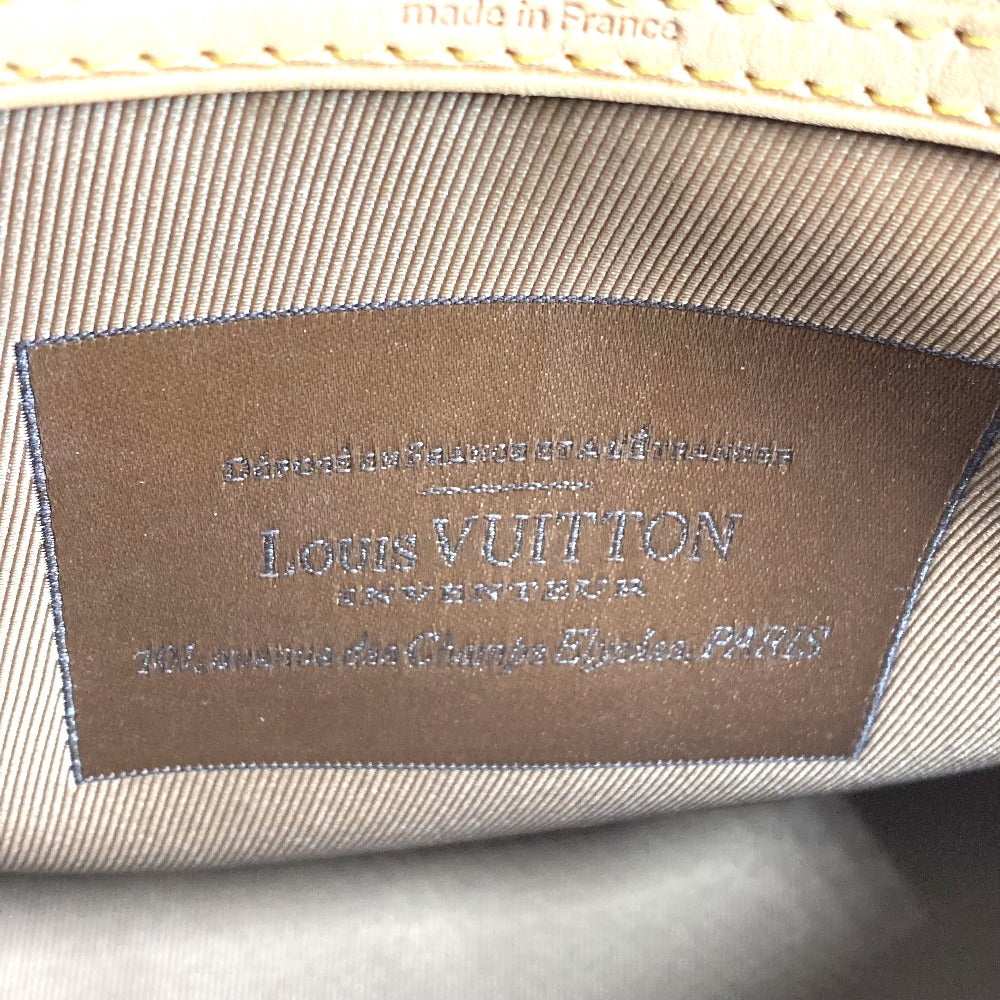 made in France
DÉPOSÉ EN FRANCE ET A L'ÉTRANGER
LOUIS VUITTON
INVENTEUR
101, avenue des Champs Elysées, PARIS